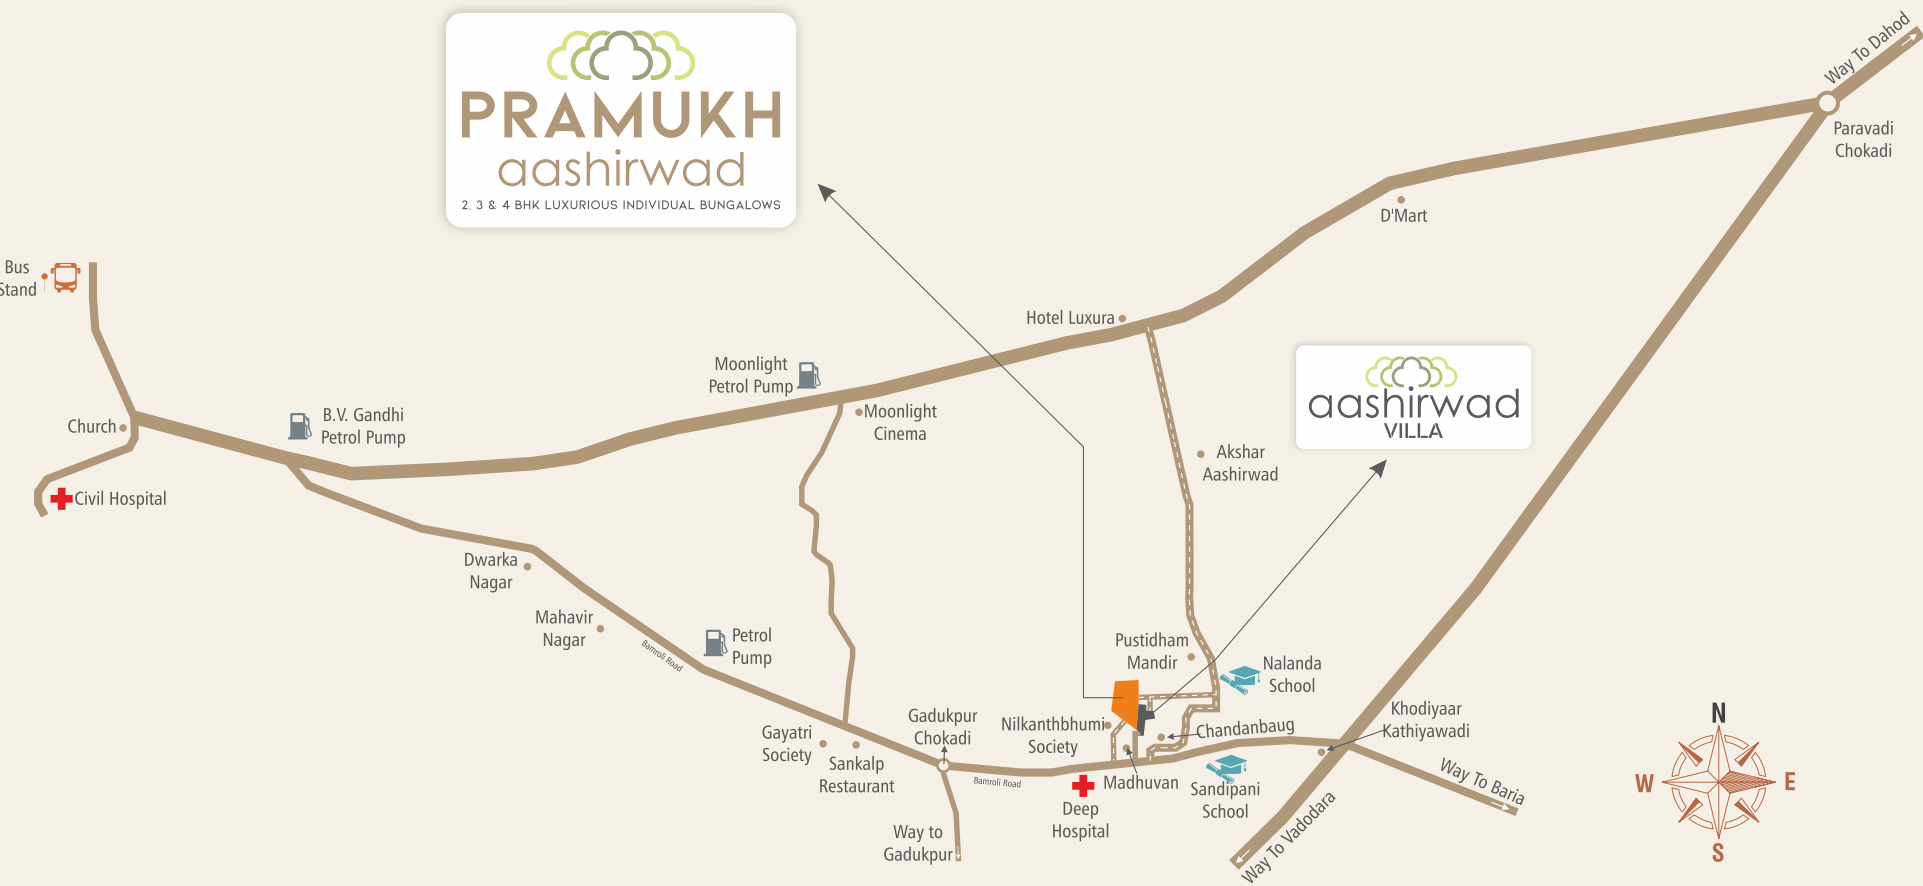 PRAMUKH
aashirwad
2, 3 & 4 BHK LUXURIOUS INDIVIDUAL BUNGALOWS
Way To Dahod
Paravadi
Chokadi
D'Mart
Bus
Stand
Hotel Luxura
Moonlight
Petrol Pump
Moonlight
Cinema
aashirwad
VILLA
B.V. Gandhi
Petrol Pump
Church
Civil Hospital
Akshar
Aashirwad
Dwarka
Nagar
Mahavir
Nagar
Bamroli Road
Petrol
Pump
Pustidham
Mandir
Nalanda
School
Gayatri
Society
Sankalp
Restaurant
Gadukpur
Chokadi
Nilkanthbhumi
Society
Chandanbaug
Khodiyaar
Kathiyawadi
Bamroli Road
Madhuvan
Deep
Hospital
Sandipani
School
Way To Baria
Way to
Gadukpur
Way To Vadodara
N
W
E
S